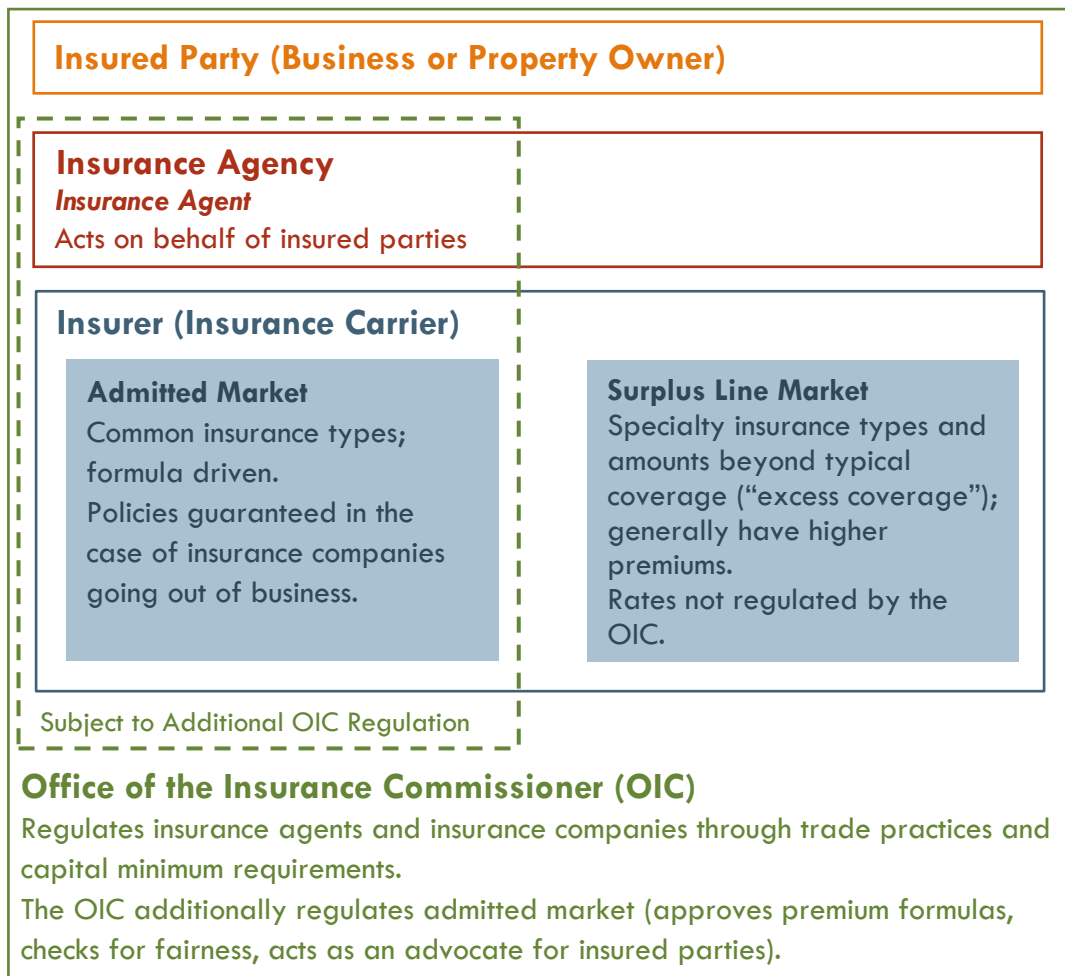 Insured Party (Business or Property Owner)
Insurance Agency
Insurance Agent
Acts on behalf of insured parties
Insurer (Insurance Carrier)
Admitted Market
Common insurance types;
formula driven.
Policies guaranteed in the
case of insurance companies
going out of business.
Surplus Line Market
Specialty insurance types and
amounts beyond typical
coverage (“excess coverage”);
generally have higher
premiums.
Rates not regulated by the
OIC.
Subject to Additional OIC Regulation
Office of the Insurance Commissioner (OIC)
Regulates insurance agents and insurance companies through trade practices and
capital minimum requirements.
The OIC additionally regulates admitted market (approves premium formulas,
checks for fairness, acts as an advocate for insured parties).